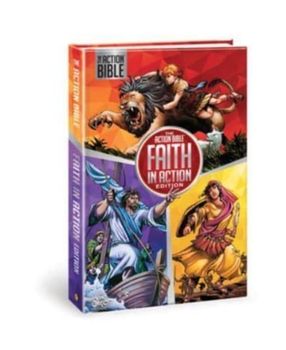 THE ACTION BIBLE
THE ACTION
BIBLE
THE
ACTION BIBLE
FAITH
IN ACTION
EDITION
FAITH IN ACTION EDITION